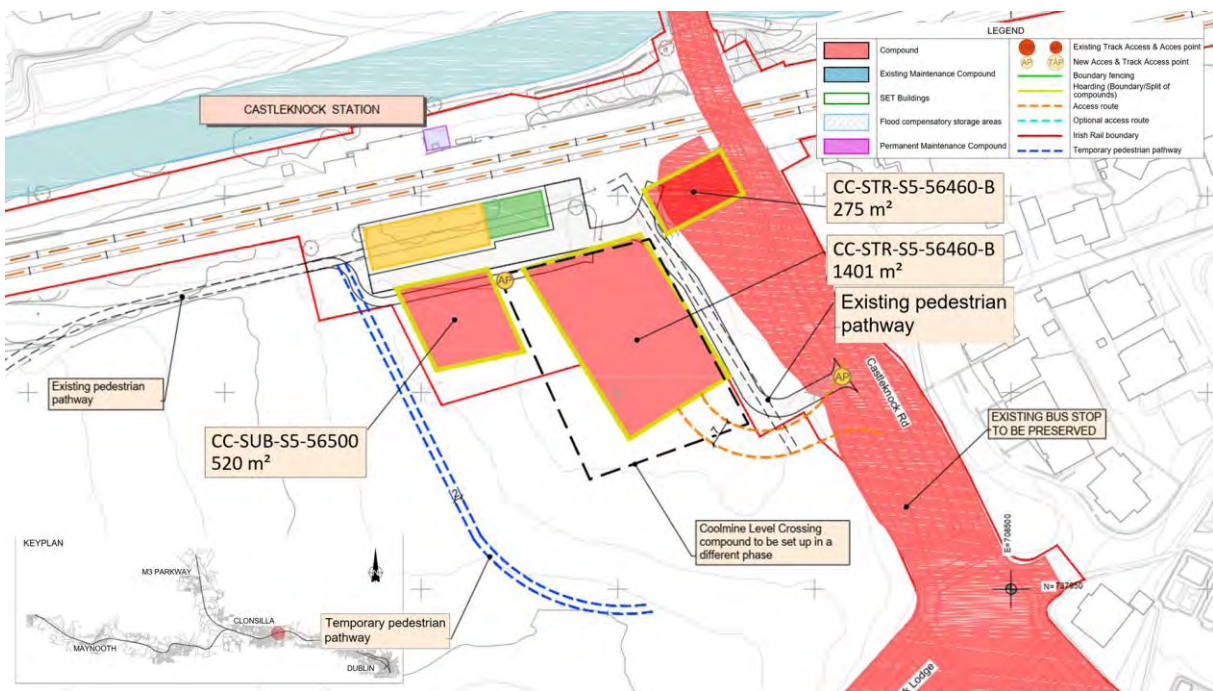 LEGEND
Compound
Existing Maintenance Compound
SET Buildings
Flood compensatory storage areas
Permanent Maintenance Compound
Existing Track Access & Acces point
AP
TAP
New Acces & Track Access point
Boundary fencing
Hoarding (Boundary/Split of
compounds)
Access route
Optional access route
Irish Rail boundary
Temporary pedestrian pathway
CASTLEKNOCK STATION
CC-STR-S5-56460-B
275 m²
CC-STR-S5-56460-B
1401 m²
Existing pedestrian
pathway
AP
AP
Castleknock Rd
Existing pedestrian
pathway
CC-SUB-S5-56500
520 m²
EXISTING BUS STOP
TO BE PRESERVED
Coolmine Level Crossing
compound to be set up in a
different phase
E=708500
Lodge
KEYPLAN
N
M3 PARKWAY
CLONSILLA
MAYNOOTH
DUBLIN
Temporary pedestrian
pathway